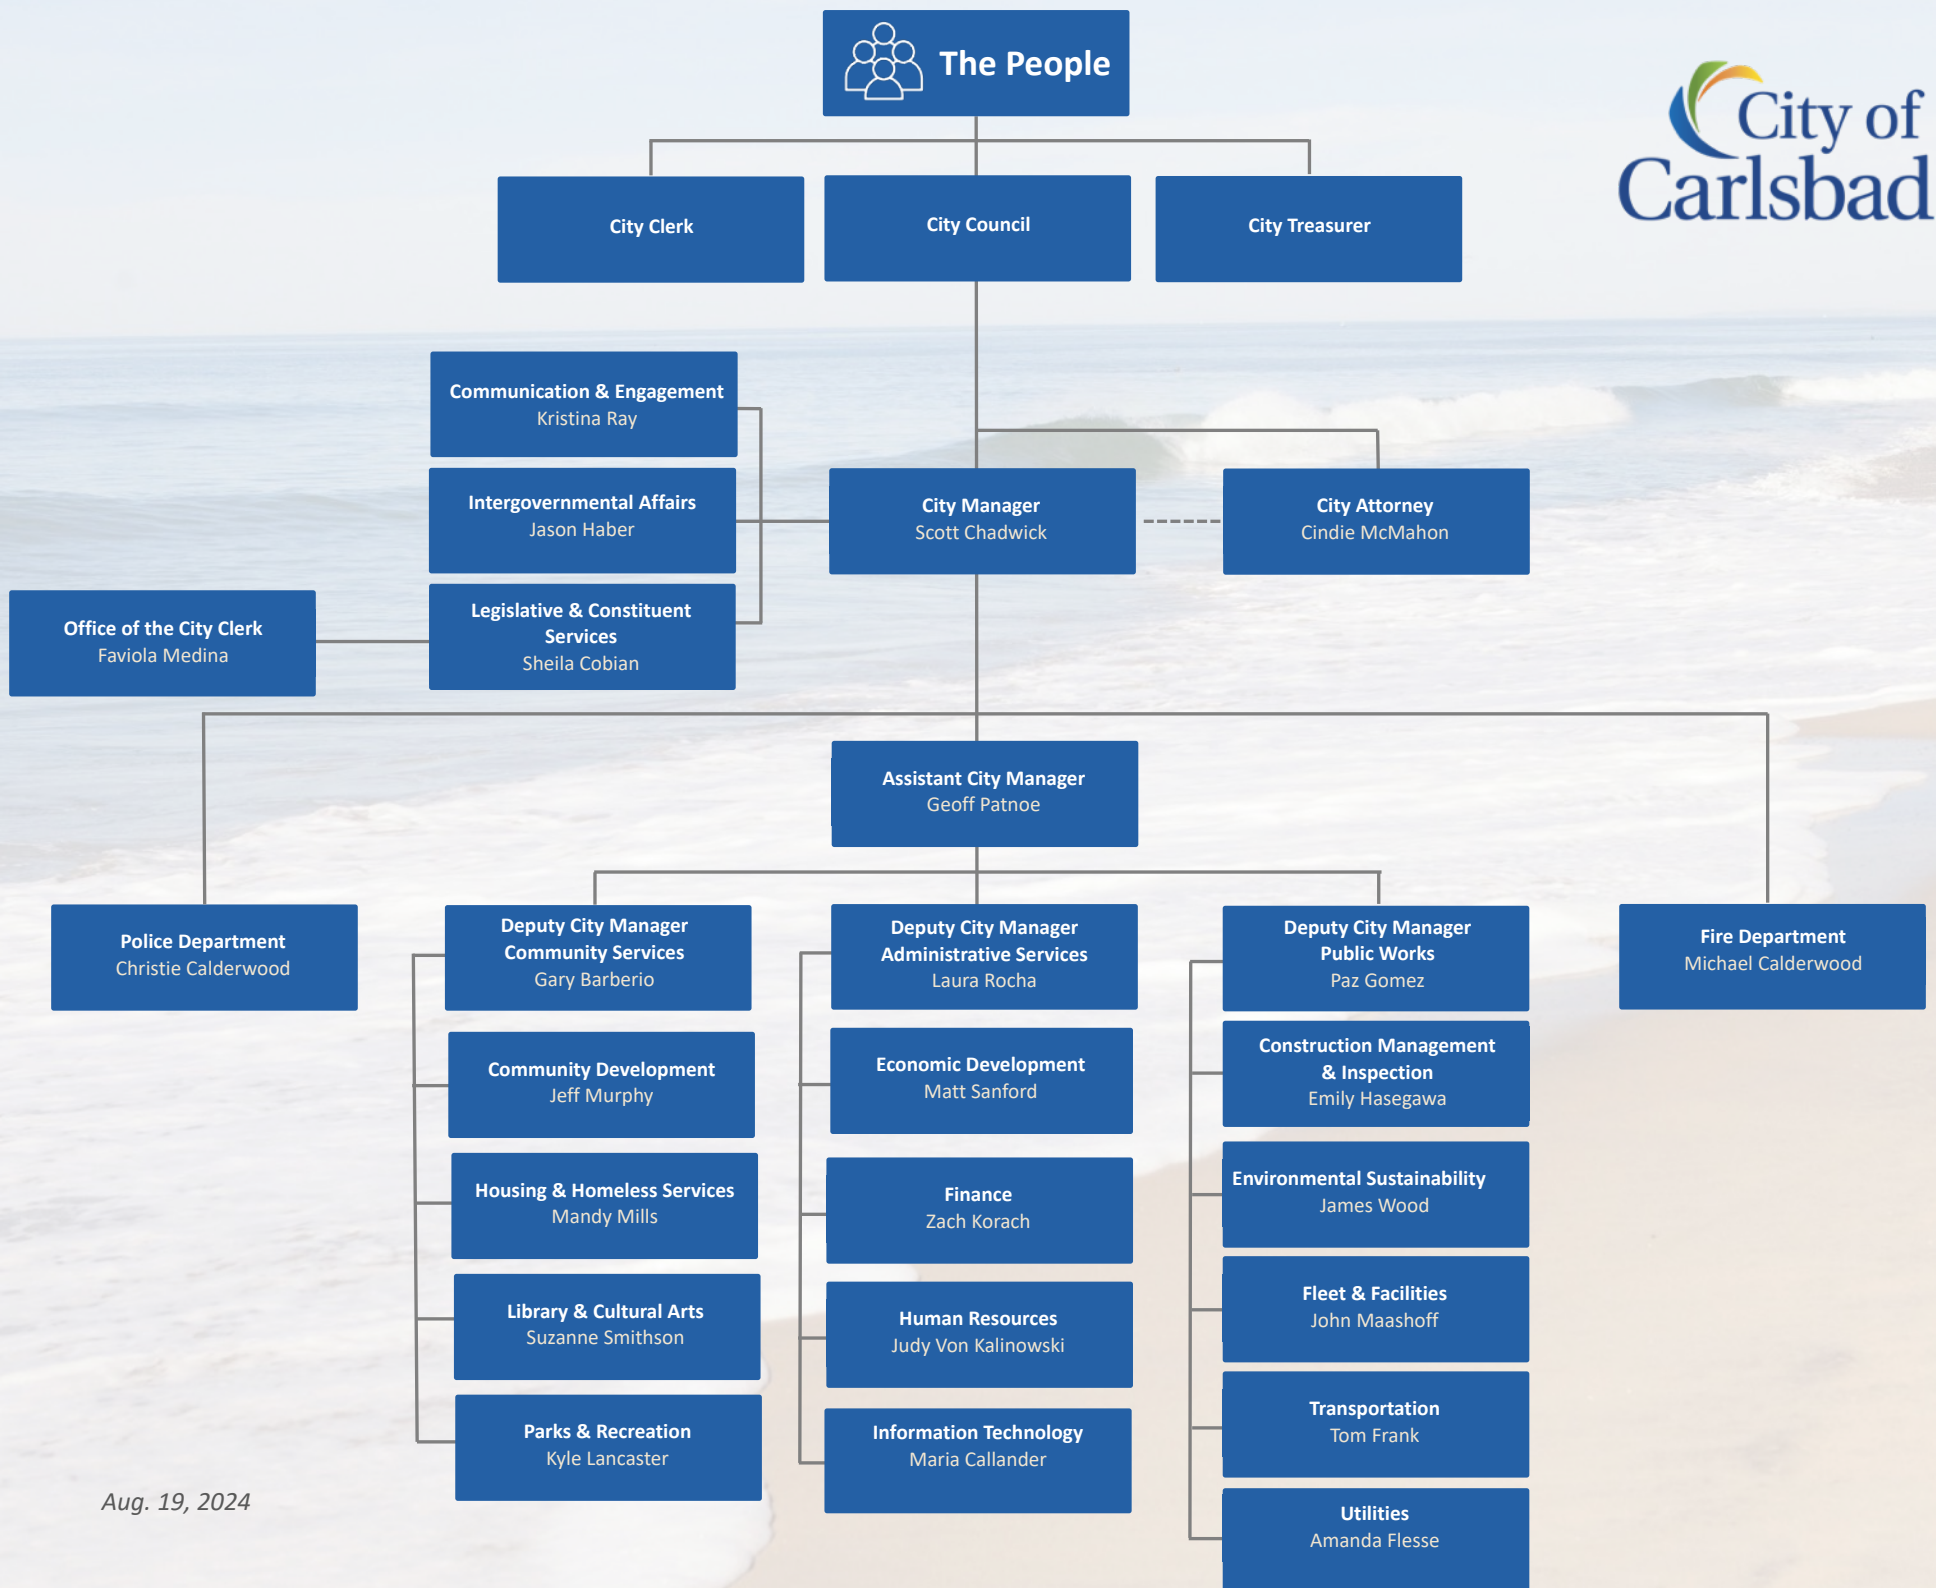 The People
City of
Carlsbad
City Clerk
City Council
City Treasurer
Communication & Engagement
Kristina Ray
Intergovernmental Affairs
Jason Haber
City Manager
Scott Chadwick
City Attorney
Cindie McMahon
Office of the City Clerk
Faviola Medina
Legislative & Constituent
Services
Sheila Cobian
Assistant City Manager
Geoff Patnoe
Police Department
Christie Calderwood
Deputy City Manager
Community Services
Gary Barberio
Deputy City Manager
Administrative Services
Laura Rocha
Deputy City Manager
Public Works
Paz Gomez
Fire Department
Michael Calderwood
Community Development
Jeff Murphy
Housing & Homeless Services
Mandy Mills
Library & Cultural Arts
Suzanne Smithson
Parks & Recreation
Kyle Lancaster
Economic Development
Matt Sanford
Finance
Zach Korach
Human Resources
Judy Von Kalinowski
Information Technology
Maria Callander
Construction Management
& Inspection
Emily Hasegawa
Environmental Sustainability
James Wood
Fleet & Facilities
John Maashoff
Transportation
Tom Frank
Utilities
Amanda Flesse
Aug. 19, 2024